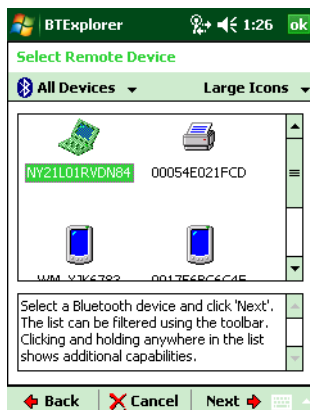 BTExplorer 1:26 ok
Select Remote Device
All Devices Large Icons
NY21L01RVDN84 00054E021FCD
WM_YJK6783 0017E6BC6C4E
Select a Bluetooth device and click 'Next'.
The list can be filtered using the toolbar.
Clicking and holding anywhere in the list
shows additional capabilities.
Back Cancel Next